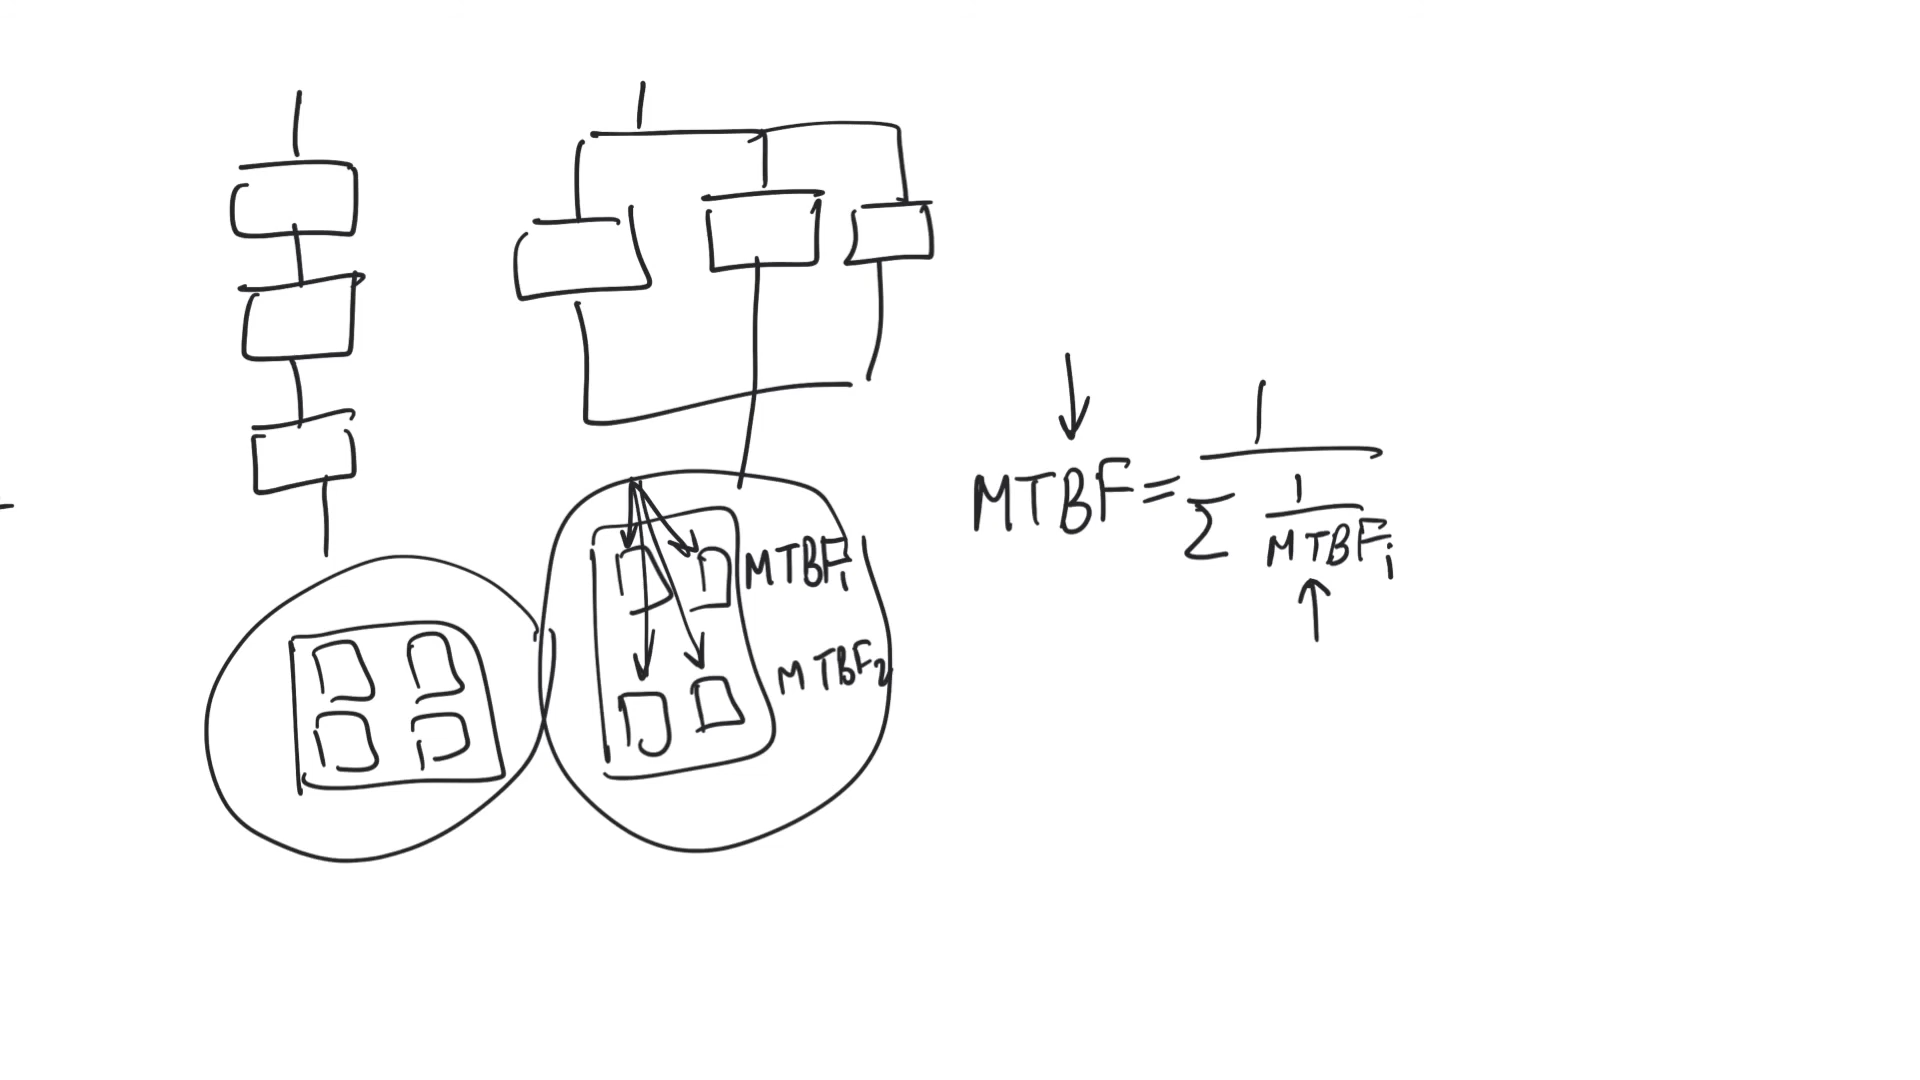 MTBF = 1 / Σ 1 / MTBFi
MTBF1
MTBF2